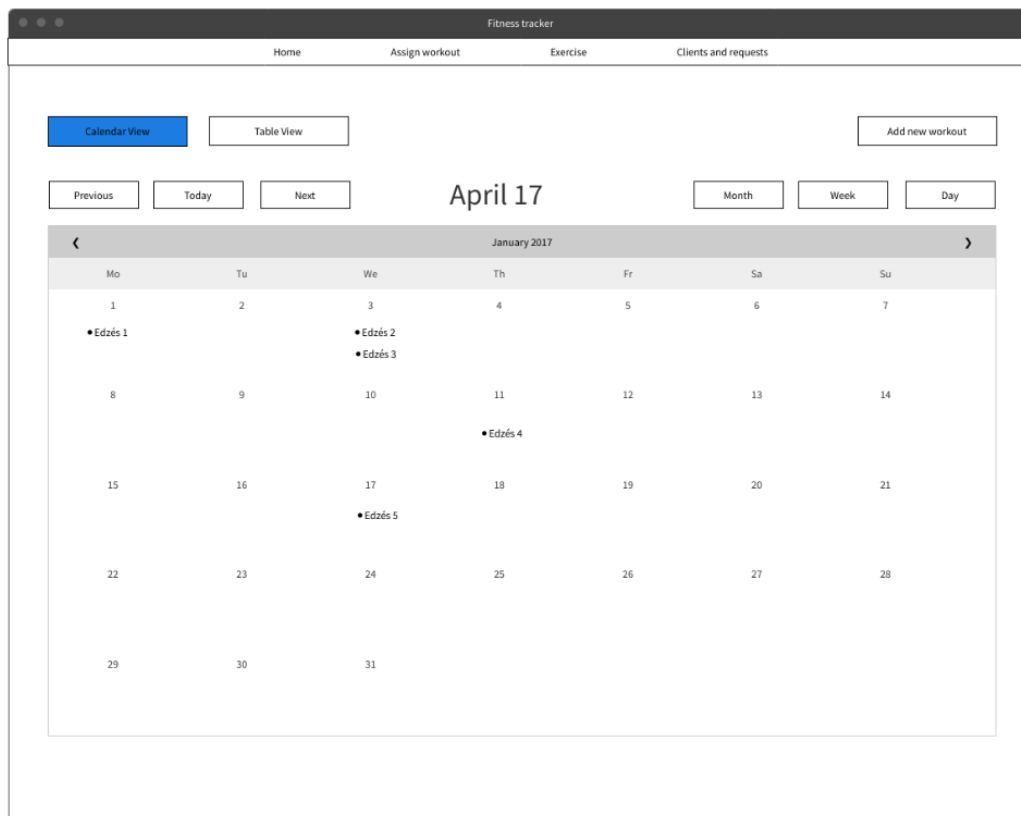 Fitness tracker
Home Assign workout Exercise Clients and requests
Calendar View Table View Add new workout
Previous Today Next April 17 Month Week Day
❮ January 2017 ❯
Mo Tu We Th Fr Sa Su
1 2 3 4 5 6 7
• Edzés 1 • Edzés 2
• Edzés 3
8 9 10 11 12 13 14
• Edzés 4
15 16 17 18 19 20 21
• Edzés 5
22 23 24 25 26 27 28
29 30 31